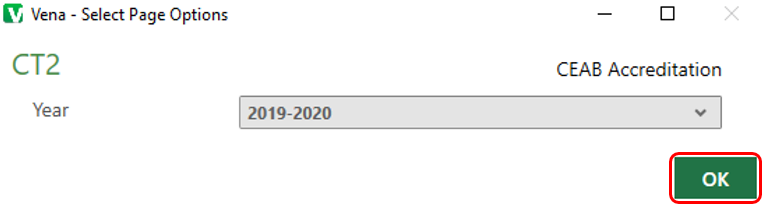 Vena - Select Page Options
CT2
CEAB Accreditation
Year
2019-2020
OK